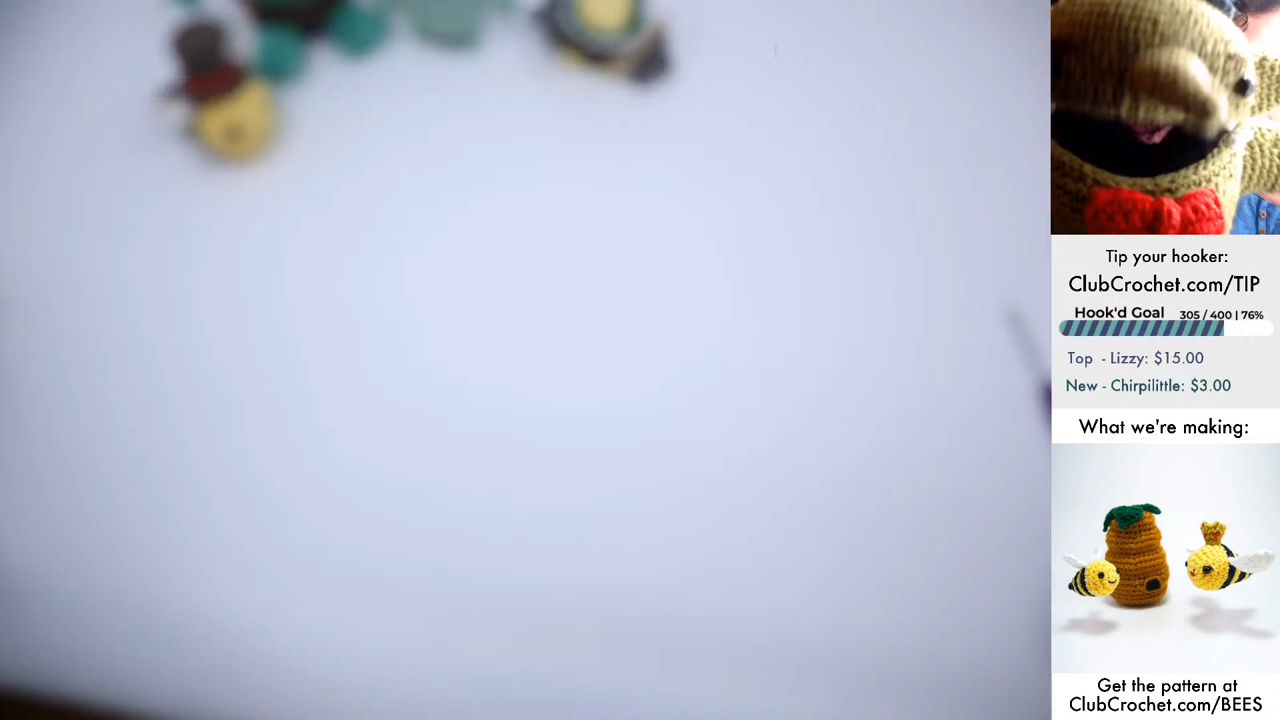 Tip your hooker:
ClubCrochet.com/TIP
Hook'd Goal 305 / 400 | 76%
Top - Lizzy: $15.00
New - Chirpilittle: $3.00
What we're making:
Get the pattern at
ClubCrochet.com/BEES